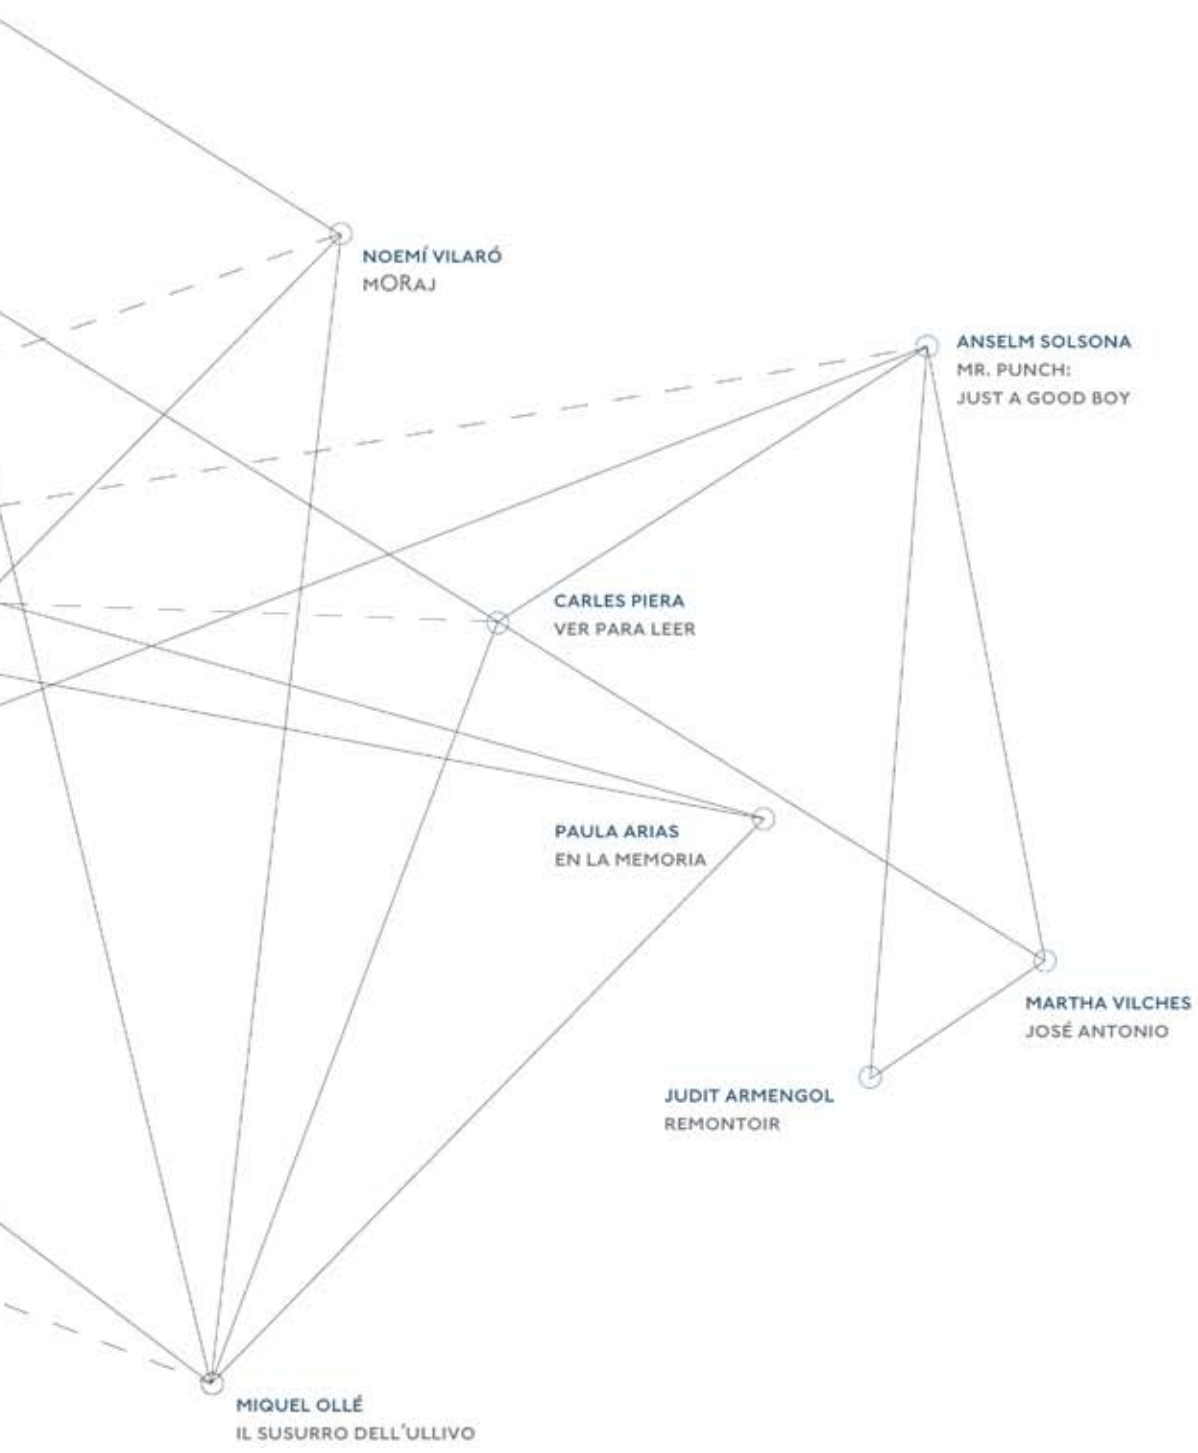 NOEMÍ VILARÓ
MORAJ
ANSELM SOLSONA
MR. PUNCH:
JUST A GOOD BOY
CARLES PIERA
VER PARA LEER
PAULA ARIAS
EN LA MEMORIA
MARTHA VILCHES
JOSÉ ANTONIO
JUDIT ARMENGOL
REMONTOIR
MIQUEL OLLÉ
IL SUSURRO DELL´ULLIVO